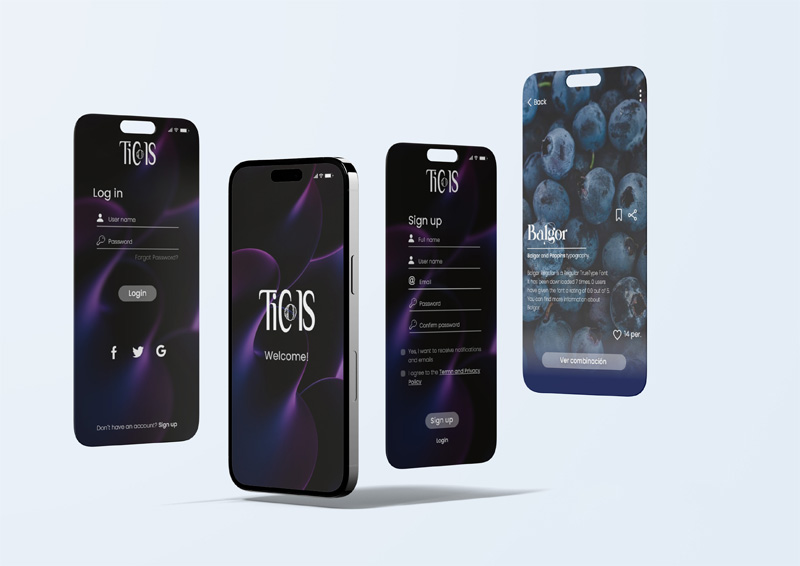 TiCOlS
Log in
User name
Password
Forgot Password?
Login
Don't have an account? Sign up
TiCOlS
Welcome!
TiCOlS
Sign up
Full name
User name
Email
Password
Confirm password
Yes, I want to receive notifications
and emails
I agree to the Terms and Privacy
Policy
Sign up
Login
Back
Balgor
Balgor and Poppins typography.
Balgor Regular is a Regular TrueType Font.
It has been downloaded 7 times. 0 users
have given the font a rating of 0.0 out of 5.
You can find more information about
Balgor
14 per.
Ver combinación